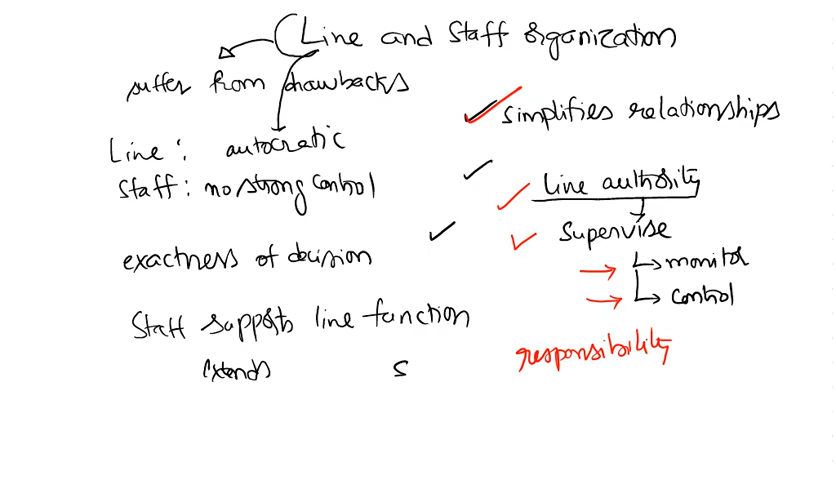 Line and Staff Organization
suffer from drawbacks
Line : autocratic
Staff : no strong control
exactness of decision
Staff supports line function
extends S
simplifies relationships
Line authority
Supervise
monitor
control
responsibility